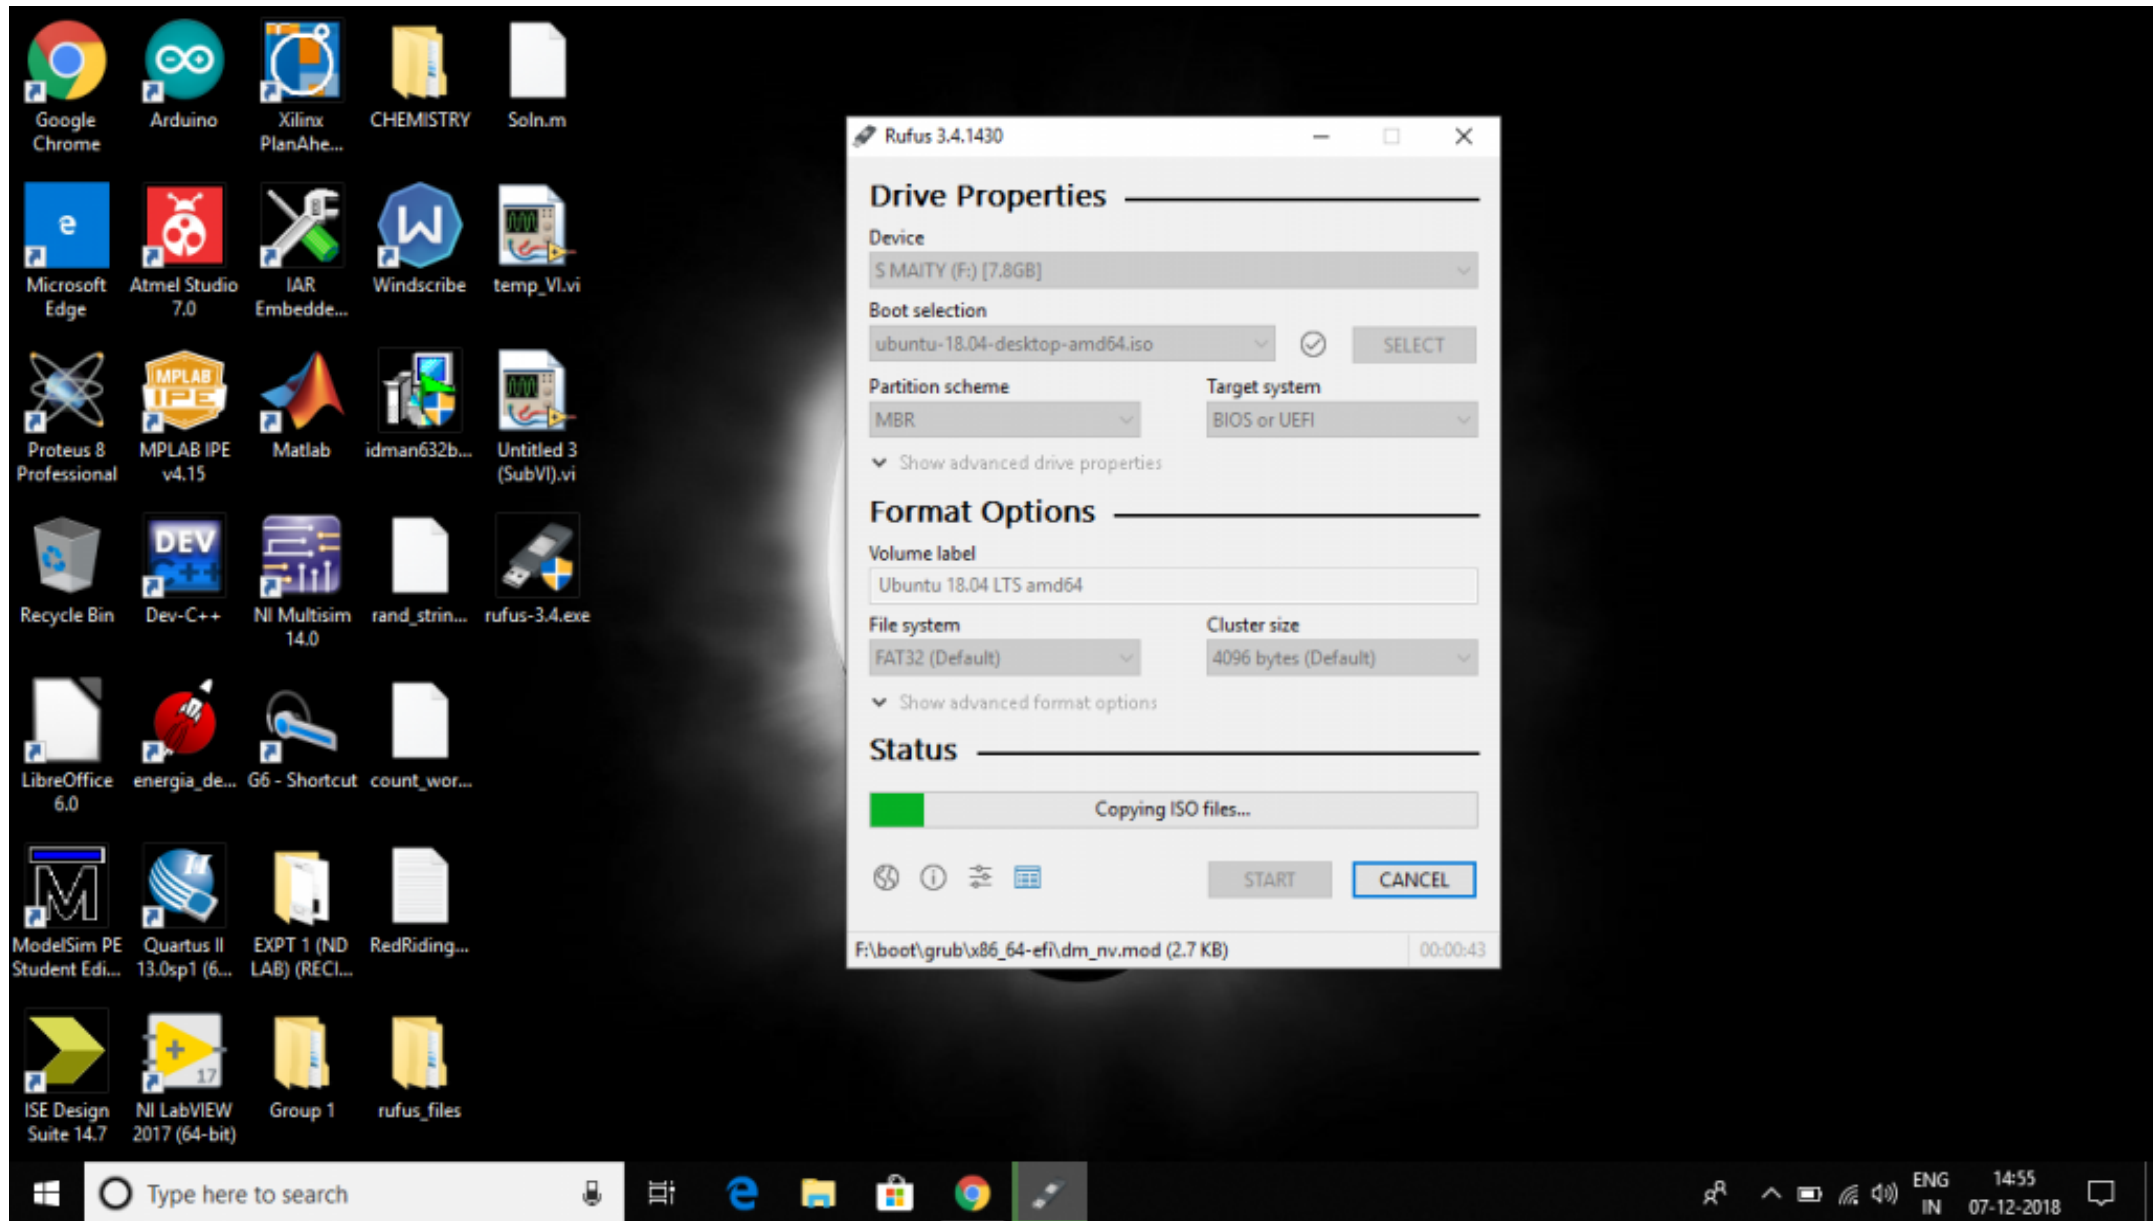 Google
Chrome
Arduino
Xilinx
PlanAhe...
CHEMISTRY
Soln.m
Microsoft
Edge
Atmel Studio
7.0
IAR
Embedde...
Windscribe
temp_VI.vi
Proteus 8
Professional
MPLAB
IPE
MPLAB IPE
v4.15
Matlab
idman632b...
Untitled 3
(SubVI).vi
Recycle Bin
DEV
C++
Dev-C++
NI Multisim
14.0
rand_strin...
rufus-3.4.exe
LibreOffice
6.0
energia_de...
G6 - Shortcut
count_wor...
M
ModelSim PE
Student Edi...
II
Quartus II
13.0sp1 (6...
EXPT 1 (ND
LAB) (RECI...
RedRiding...
ISE Design
Suite 14.7
17
NI LabVIEW
2017 (64-bit)
Group 1
rufus_files
Rufus 3.4.1430
Drive Properties
Device
S MAITY (F:) [7.8GB]
Boot selection
ubuntu-18.04-desktop-amd64.iso
SELECT
Partition scheme
Target system
MBR
BIOS or UEFI
Show advanced drive properties
Format Options
Volume label
Ubuntu 18.04 LTS amd64
File system
Cluster size
FAT32 (Default)
4096 bytes (Default)
Show advanced format options
Status
Copying ISO files...
START
CANCEL
F:\boot\grub\x86_64-efi\dm_nv.mod (2.7 KB)
00:00:43
Type here to search
ENG
IN
14:55
07-12-2018